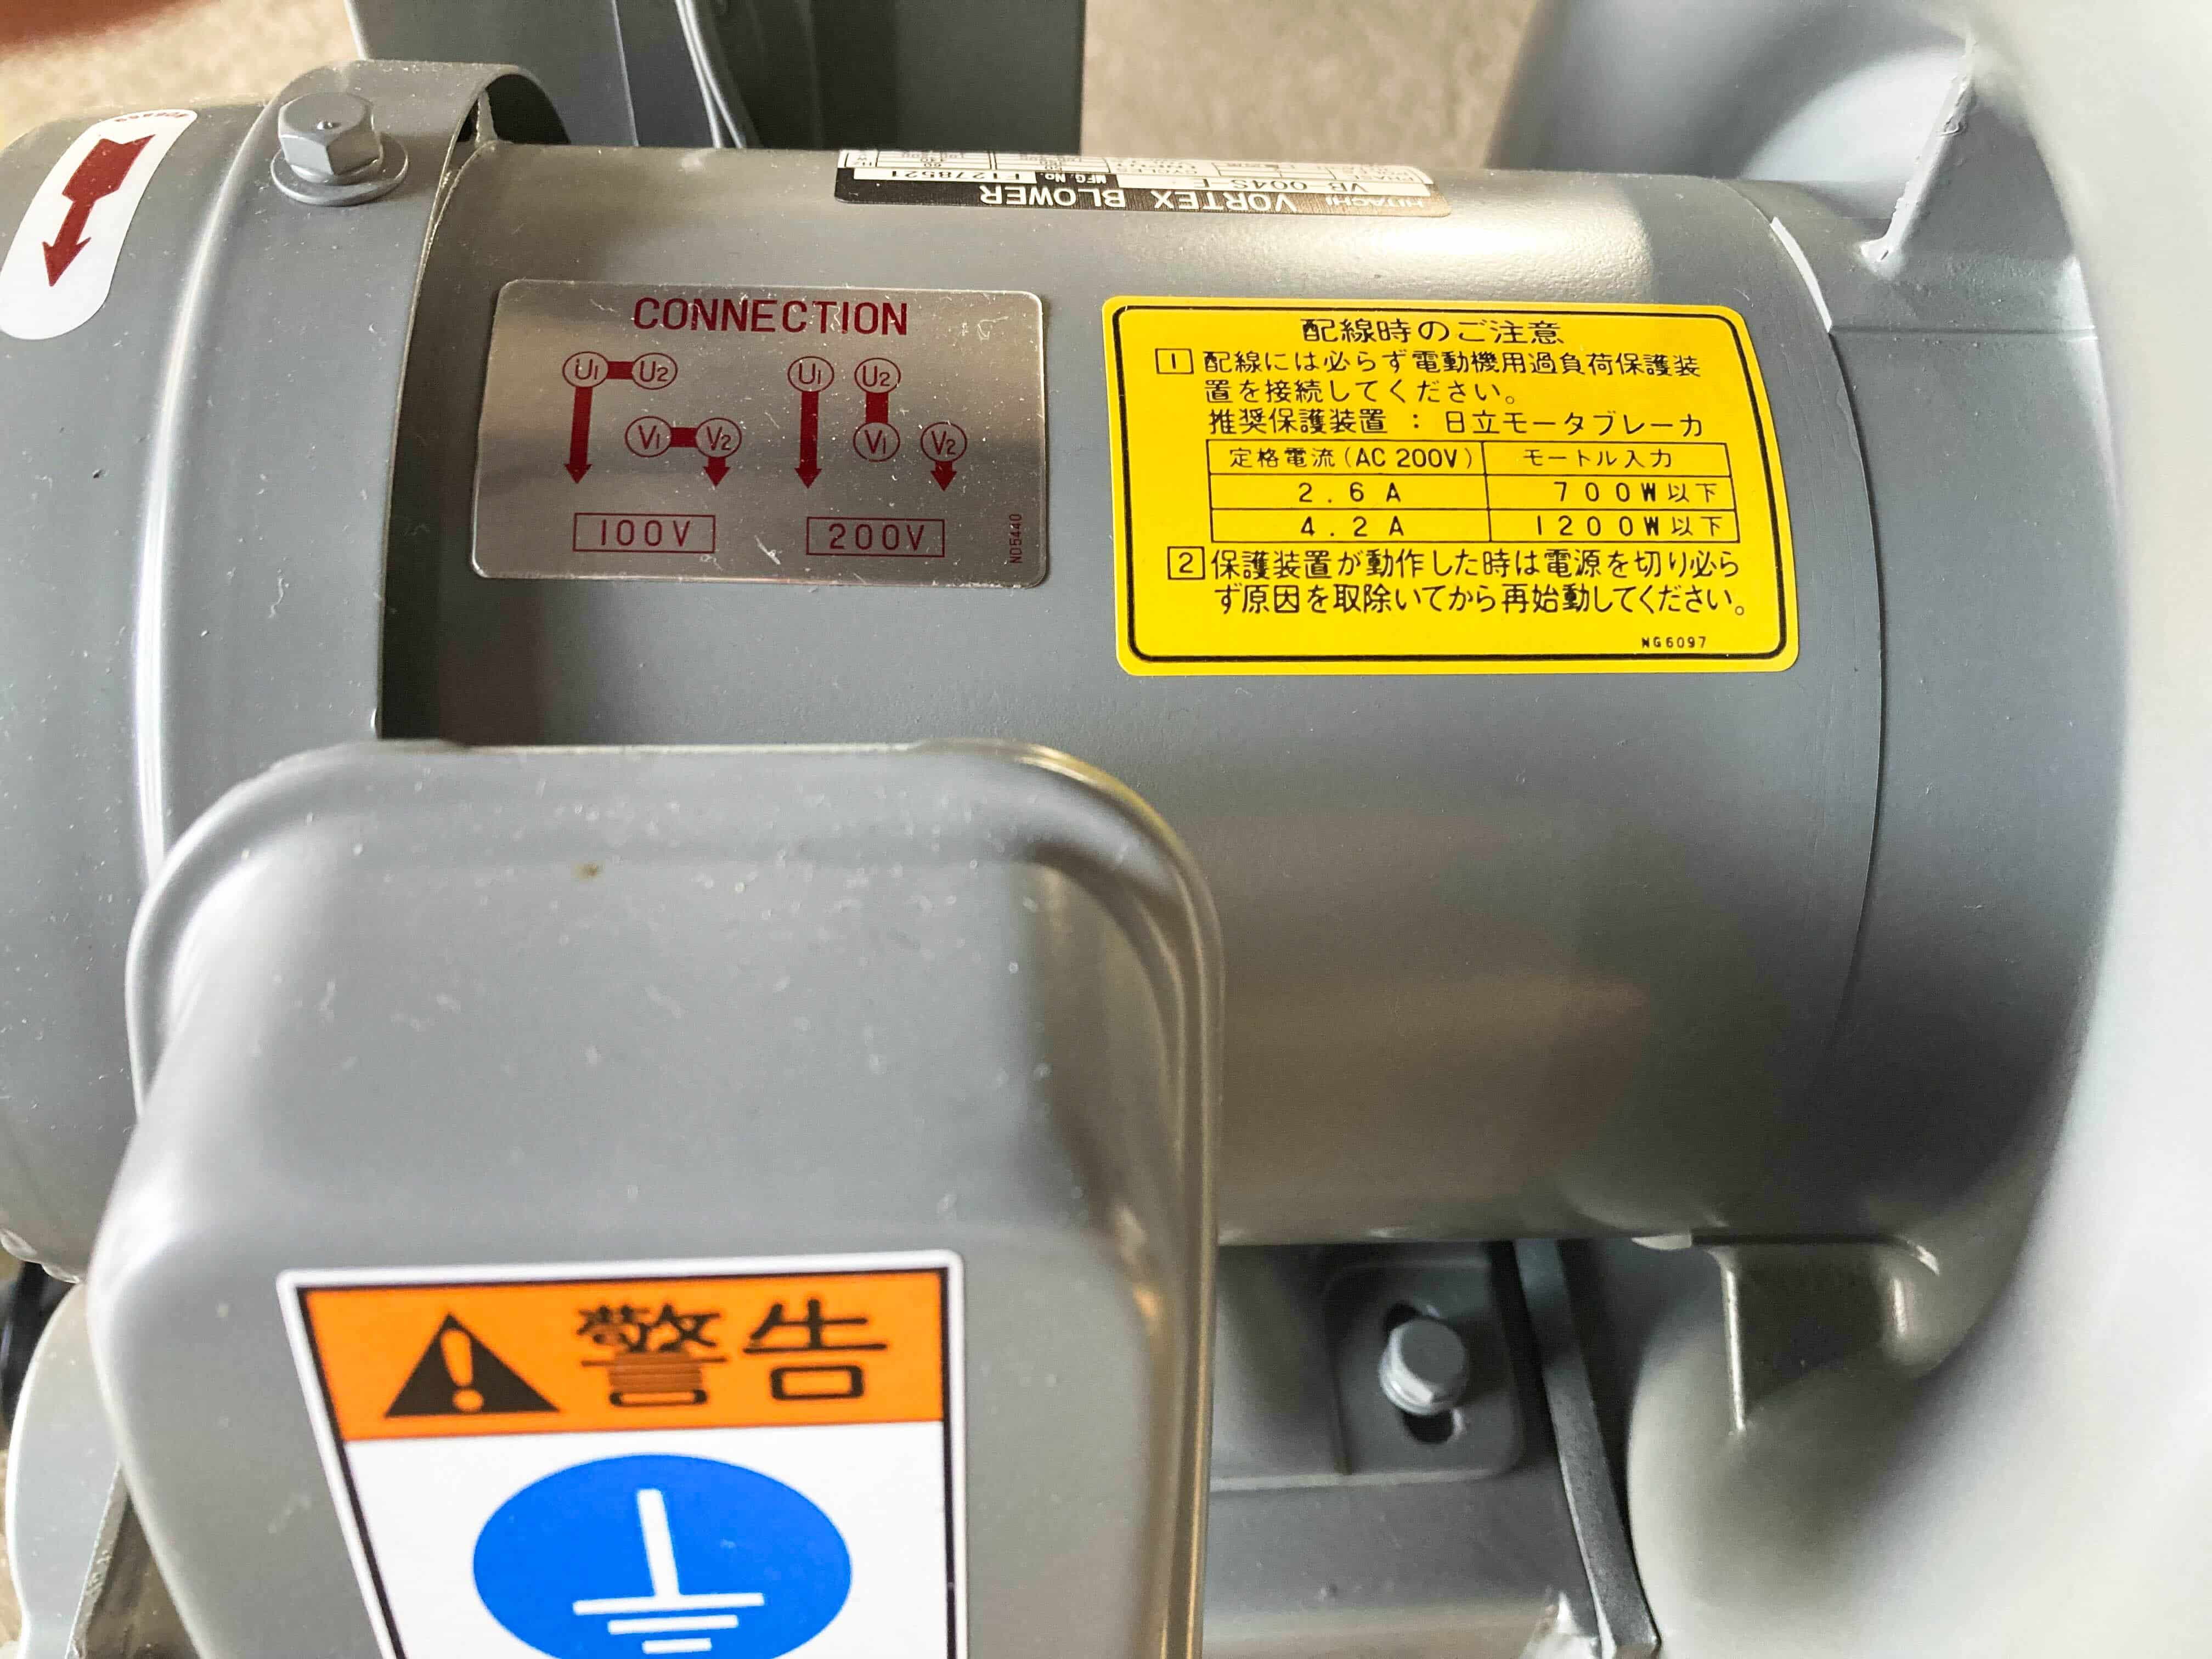 HITACHI VORTEX BLOWER
VB-004S-E MFG. No. F1278521
CONNECTION
U1 U2 U1 U2
V1 V2 V1 V2
100V 200V
ND5440
配線時のご注意
1 配線には必らず電動機用過負荷保護装
置を接続してください。
推奨保護装置 : 日立モータブレーカ
定格電流(AC 200V) モートル入力
2.6 A 700W以下
4.2 A 1200W以下
2 保護装置が動作した時は電源を切り必ら
ず原因を取除いてから再始動してください。
NG6097
警告